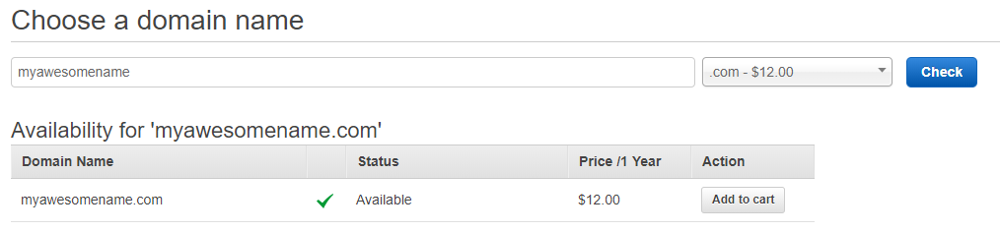 Choose a domain name
myawesomename .com - $12.00 Check
Availability for 'myawesomename.com'
Domain Name Status Price /1 Year Action
myawesomename.com Available $12.00 Add to cart